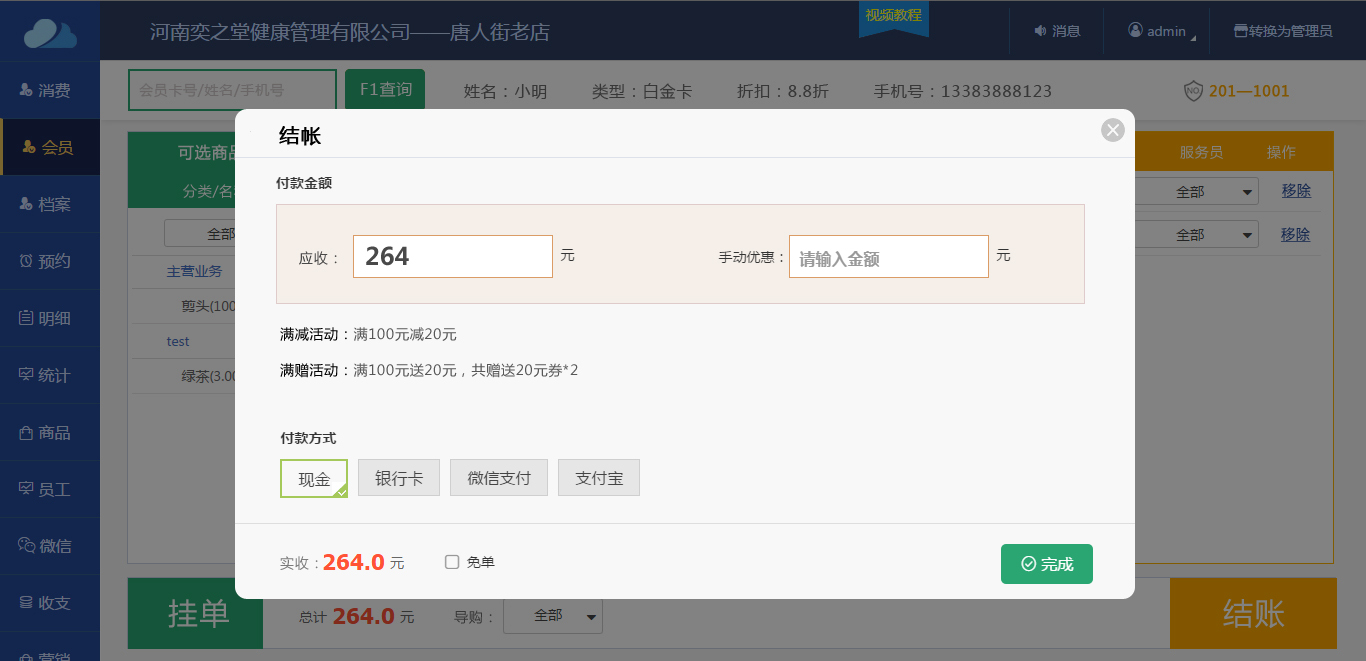 河南奕之堂健康管理有限公司——唐人街老店
视频教程
消息
admin
转换为管理员
消费
会员
档案
预约
明细
统计
商品
员工
微信
收支
营销
会员卡号/姓名/手机号
F1查询
姓名：小明
类型：白金卡
折扣：8.8折
手机号：13383888123
NO
201—1001
可选商品
分类/名
全部
主营业务
剪头(100
test
绿茶(3.00
服务员
操作
全部
移除
全部
移除
结帐
付款金额
应收：
264
元
手动优惠：
请输入金额
元
满减活动：满100元减20元
满赠活动：满100元送20元，共赠送20元券*2
付款方式
现金
银行卡
微信支付
支付宝
实收：264.0 元
免单
完成
挂单
总计 264.0 元
导购：
全部
结账